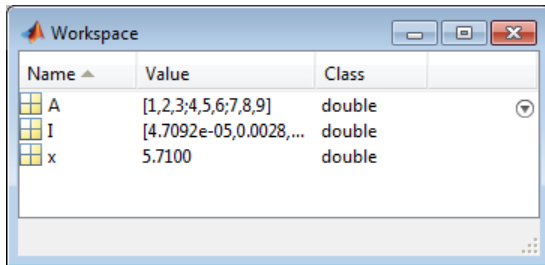 Workspace
Name Value Class
A [1,2,3;4,5,6;7,8,9] double
I [4.7092e-05,0.0028,... double
x 5.7100 double